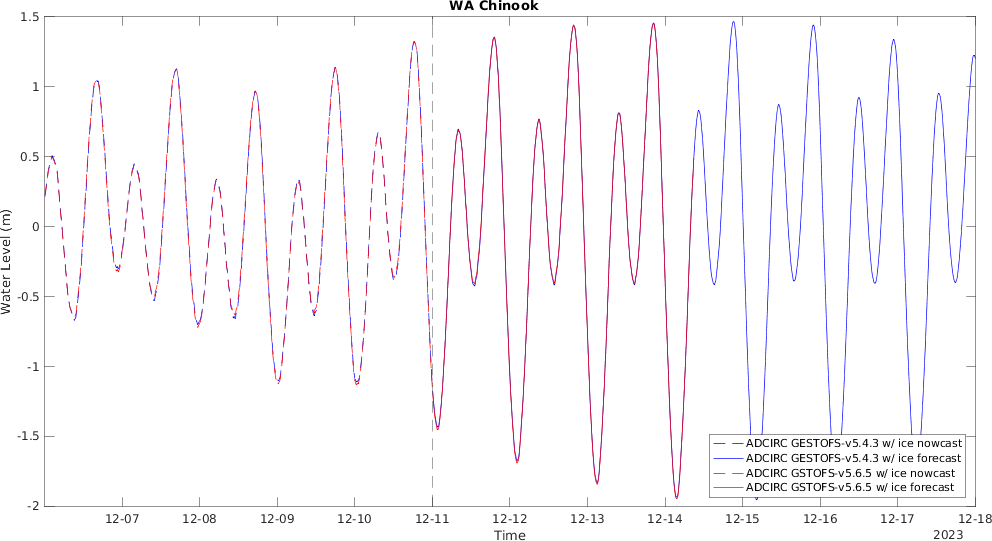 WA Chinook
1.5
1
0.5
0
-0.5
-1
-1.5
-2
Water Level (m)
12-07 12-08 12-09 12-10 12-11 12-12 12-13 12-14 12-15 12-16 12-17 12-18
Time
2023
ADCIRC GESTOFS-v5.4.3 w/ ice nowcast
ADCIRC GESTOFS-v5.4.3 w/ ice forecast
ADCIRC GSTOFS-v5.6.5 w/ ice nowcast
ADCIRC GSTOFS-v5.6.5 w/ ice forecast